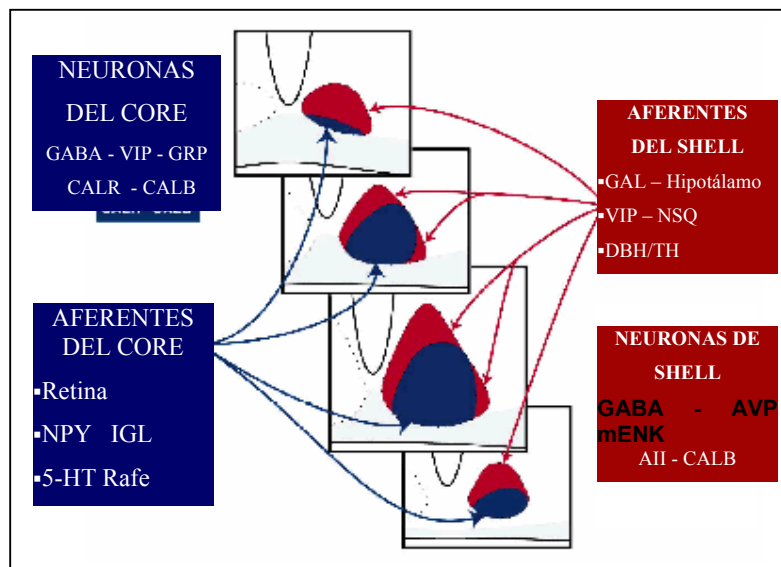 NEURONAS
DEL CORE
GABA - VIP - GRP
CALR - CALB
AFERENTES
DEL CORE
▪Retina
▪NPY IGL
▪5-HT Rafe
AFERENTES
DEL SHELL
▪GAL – Hipotálamo
▪VIP – NSQ
▪DBH/TH
NEURONAS DE
SHELL
GABA - AVP
mENK
AII - CALB